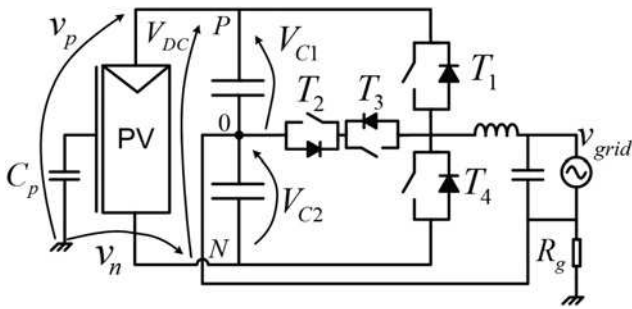 v_p
V_DC
P
V_C1
T_2
T_3
T_1
0
PV
C_p
V_C2
T_4
v_grid
v_n
N
R_g